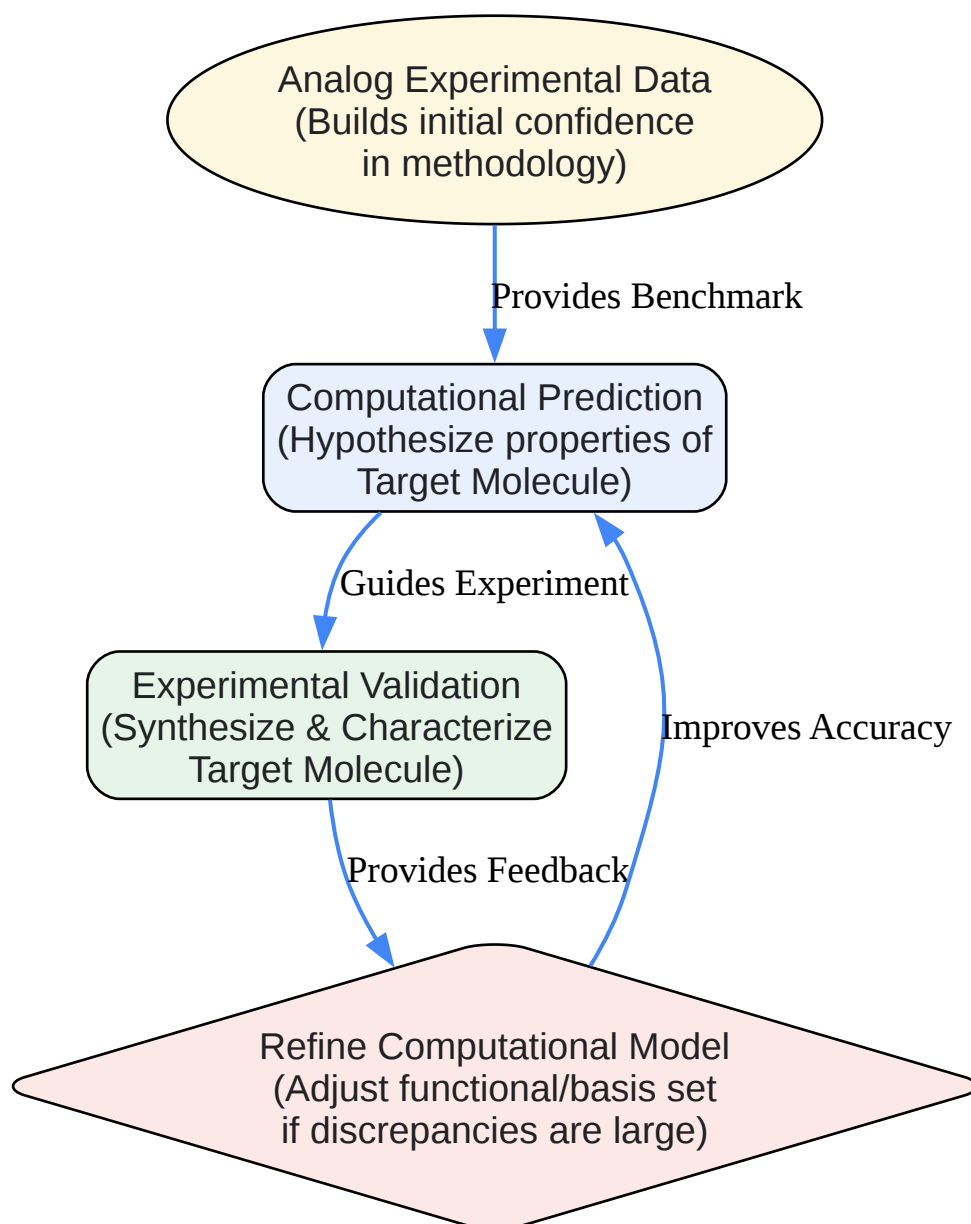 Analog Experimental Data
(Builds initial confidence
in methodology)
Provides Benchmark
Computational Prediction
(Hypothesize properties of
Target Molecule)
Guides Experiment
Experimental Validation
(Synthesize & Characterize
Target Molecule)
Improves Accuracy
Provides Feedback
Refine Computational Model
(Adjust functional/basis set
if discrepancies are large)